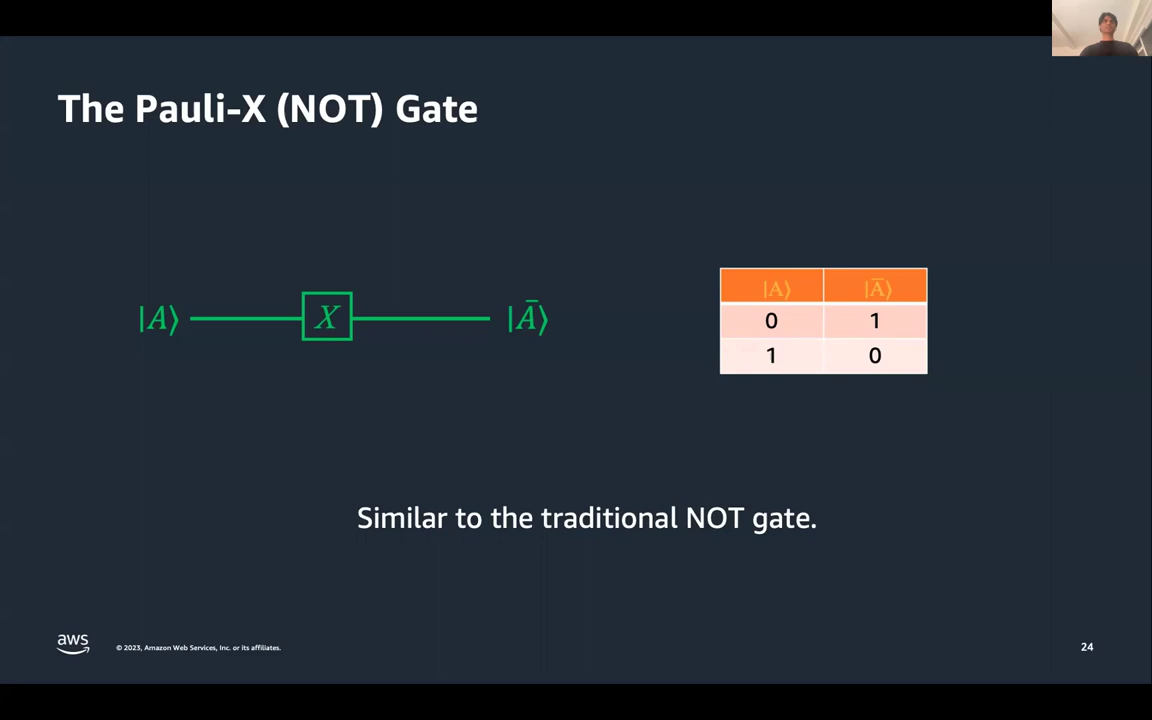 The Pauli-X (NOT) Gate
|A⟩ X |Ā⟩
|A⟩ |Ā⟩
0 1
1 0
Similar to the traditional NOT gate.
aws © 2023, Amazon Web Services, Inc. or its affiliates. 24